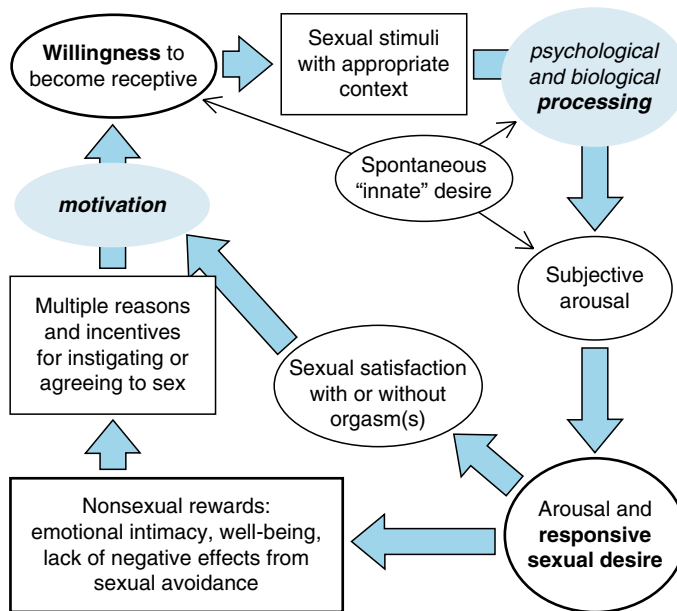 Willingness to
become receptive
Sexual stimuli
with appropriate
context
psychological
and biological
processing
Spontaneous
“innate” desire
motivation
Subjective
arousal
Multiple reasons
and incentives
for instigating or
agreeing to sex
Sexual satisfaction
with or without
orgasm(s)
Nonsexual rewards:
emotional intimacy, well-being,
lack of negative effects from
sexual avoidance
Arousal and
responsive
sexual desire